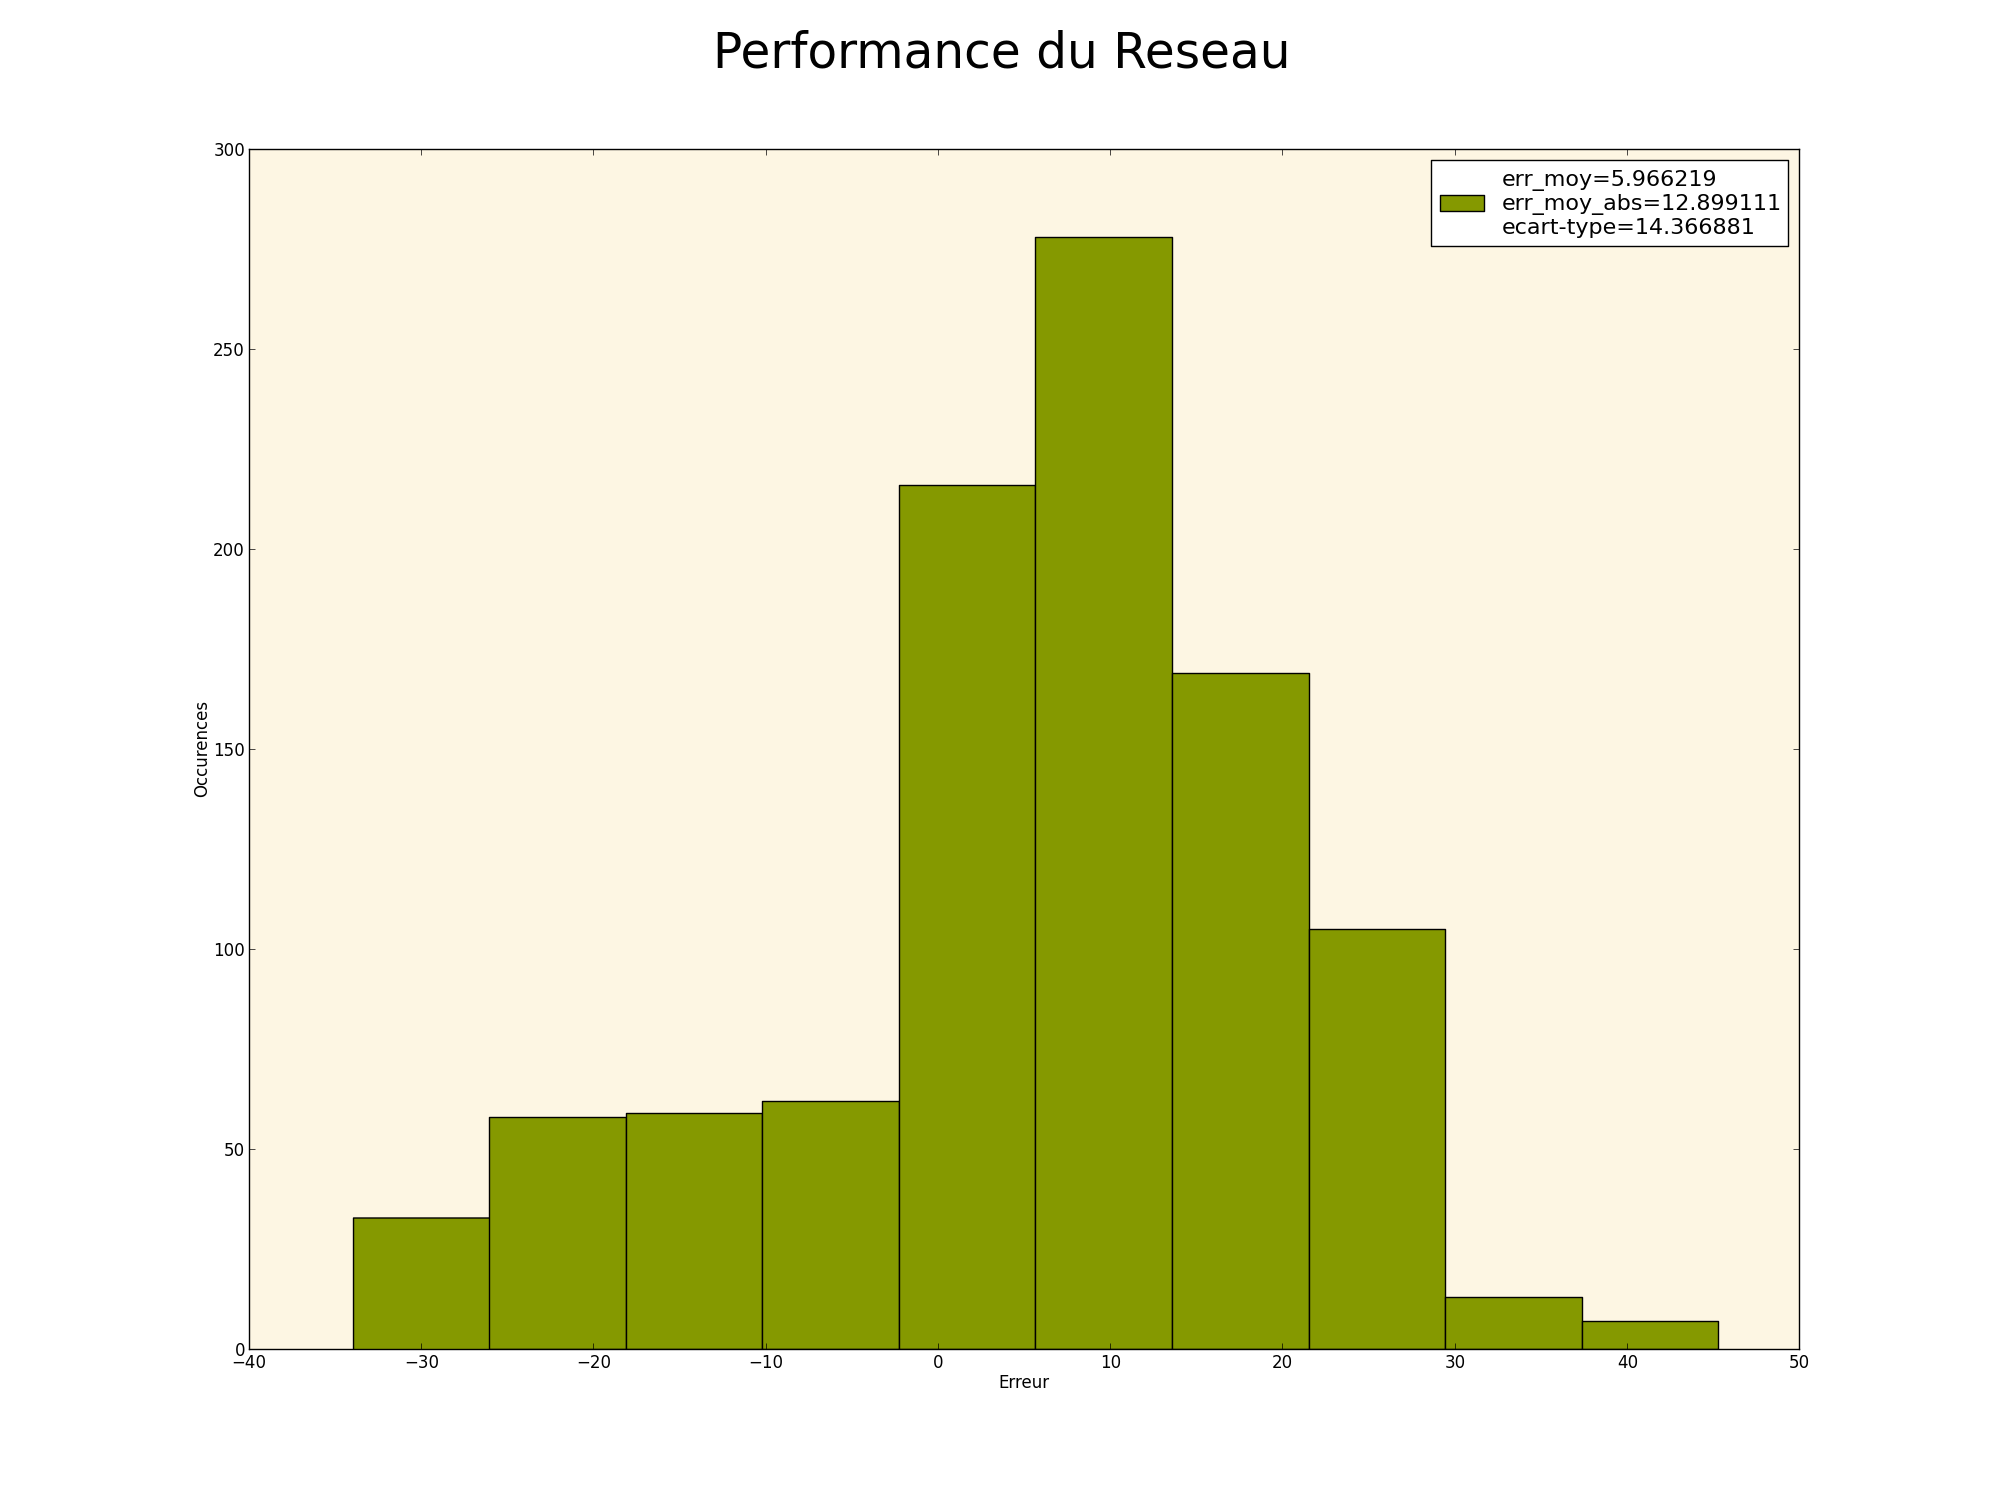 Performance du Reseau
err_moy=5.966219
err_moy_abs=12.899111
ecart-type=14.366881
300
250
200
150
100
50
0
Occurences
−40 −30 −20 −10 0 10 20 30 40 50
Erreur